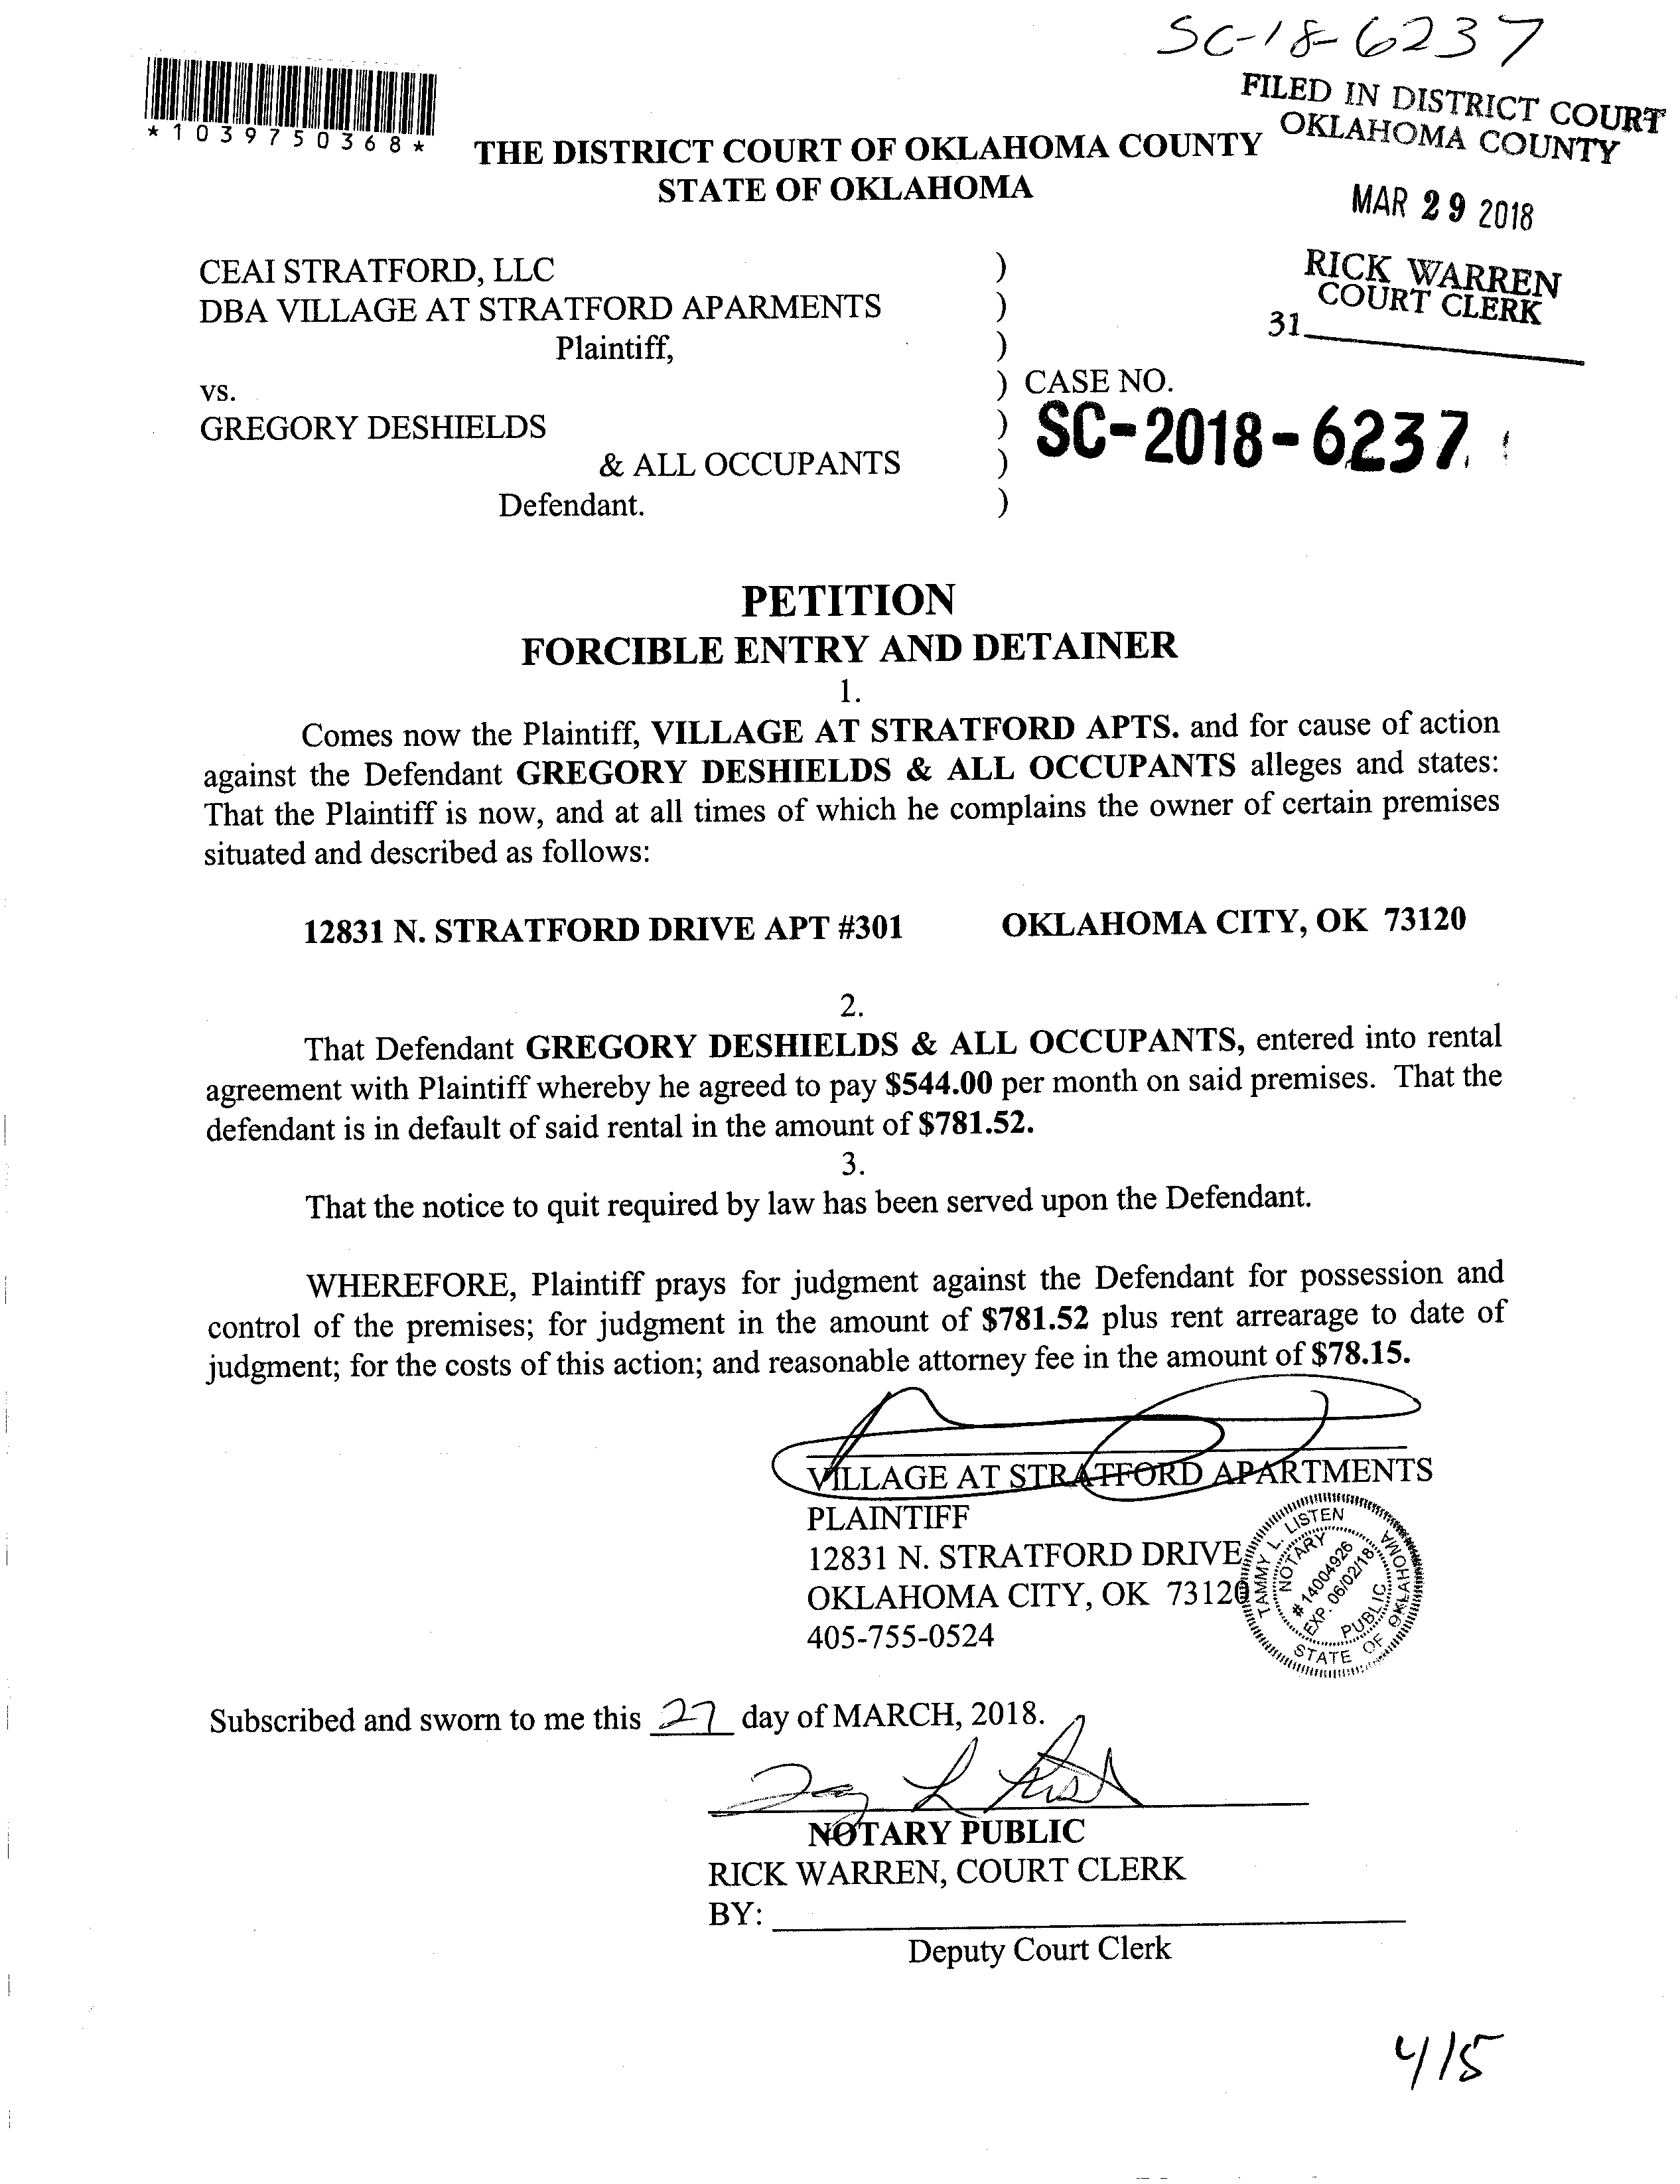 SC-18-6237
FILED IN DISTRICT COURT
OKLAHOMA COUNTY
*1039750368*
THE DISTRICT COURT OF OKLAHOMA COUNTY
STATE OF OKLAHOMA
MAR 29 2018
RICK WARREN
COURT CLERK
31
CEAI STRATFORD, LLC )
DBA VILLAGE AT STRATFORD APARMENTS )
Plaintiff, )
vs. ) CASE NO.
GREGORY DESHIELDS ) SC-2018-6237
& ALL OCCUPANTS )
Defendant. )
PETITION
FORCIBLE ENTRY AND DETAINER
1.
Comes now the Plaintiff, VILLAGE AT STRATFORD APTS. and for cause of action
against the Defendant GREGORY DESHIELDS & ALL OCCUPANTS alleges and states:
That the Plaintiff is now, and at all times of which he complains the owner of certain premises
situated and described as follows:
12831 N. STRATFORD DRIVE APT #301 OKLAHOMA CITY, OK 73120
2.
That Defendant GREGORY DESHIELDS & ALL OCCUPANTS, entered into rental
agreement with Plaintiff whereby he agreed to pay $544.00 per month on said premises. That the
defendant is in default of said rental in the amount of $781.52.
3.
That the notice to quit required by law has been served upon the Defendant.
WHEREFORE, Plaintiff prays for judgment against the Defendant for possession and
control of the premises; for judgment in the amount of $781.52 plus rent arrearage to date of
judgment; for the costs of this action; and reasonable attorney fee in the amount of $78.15.
VILLAGE AT STRATFORD APARTMENTS
PLAINTIFF
12831 N. STRATFORD DRIVE
OKLAHOMA CITY, OK 73120
405-755-0524
TAMMY L. LISTEN
NOTARY
# 14004926
EXP. 06/02/18
PUBLIC
STATE OF OKLAHOMA
Subscribed and sworn to me this 27 day of MARCH, 2018.
NOTARY PUBLIC
RICK WARREN, COURT CLERK
BY:
Deputy Court Clerk
4/5